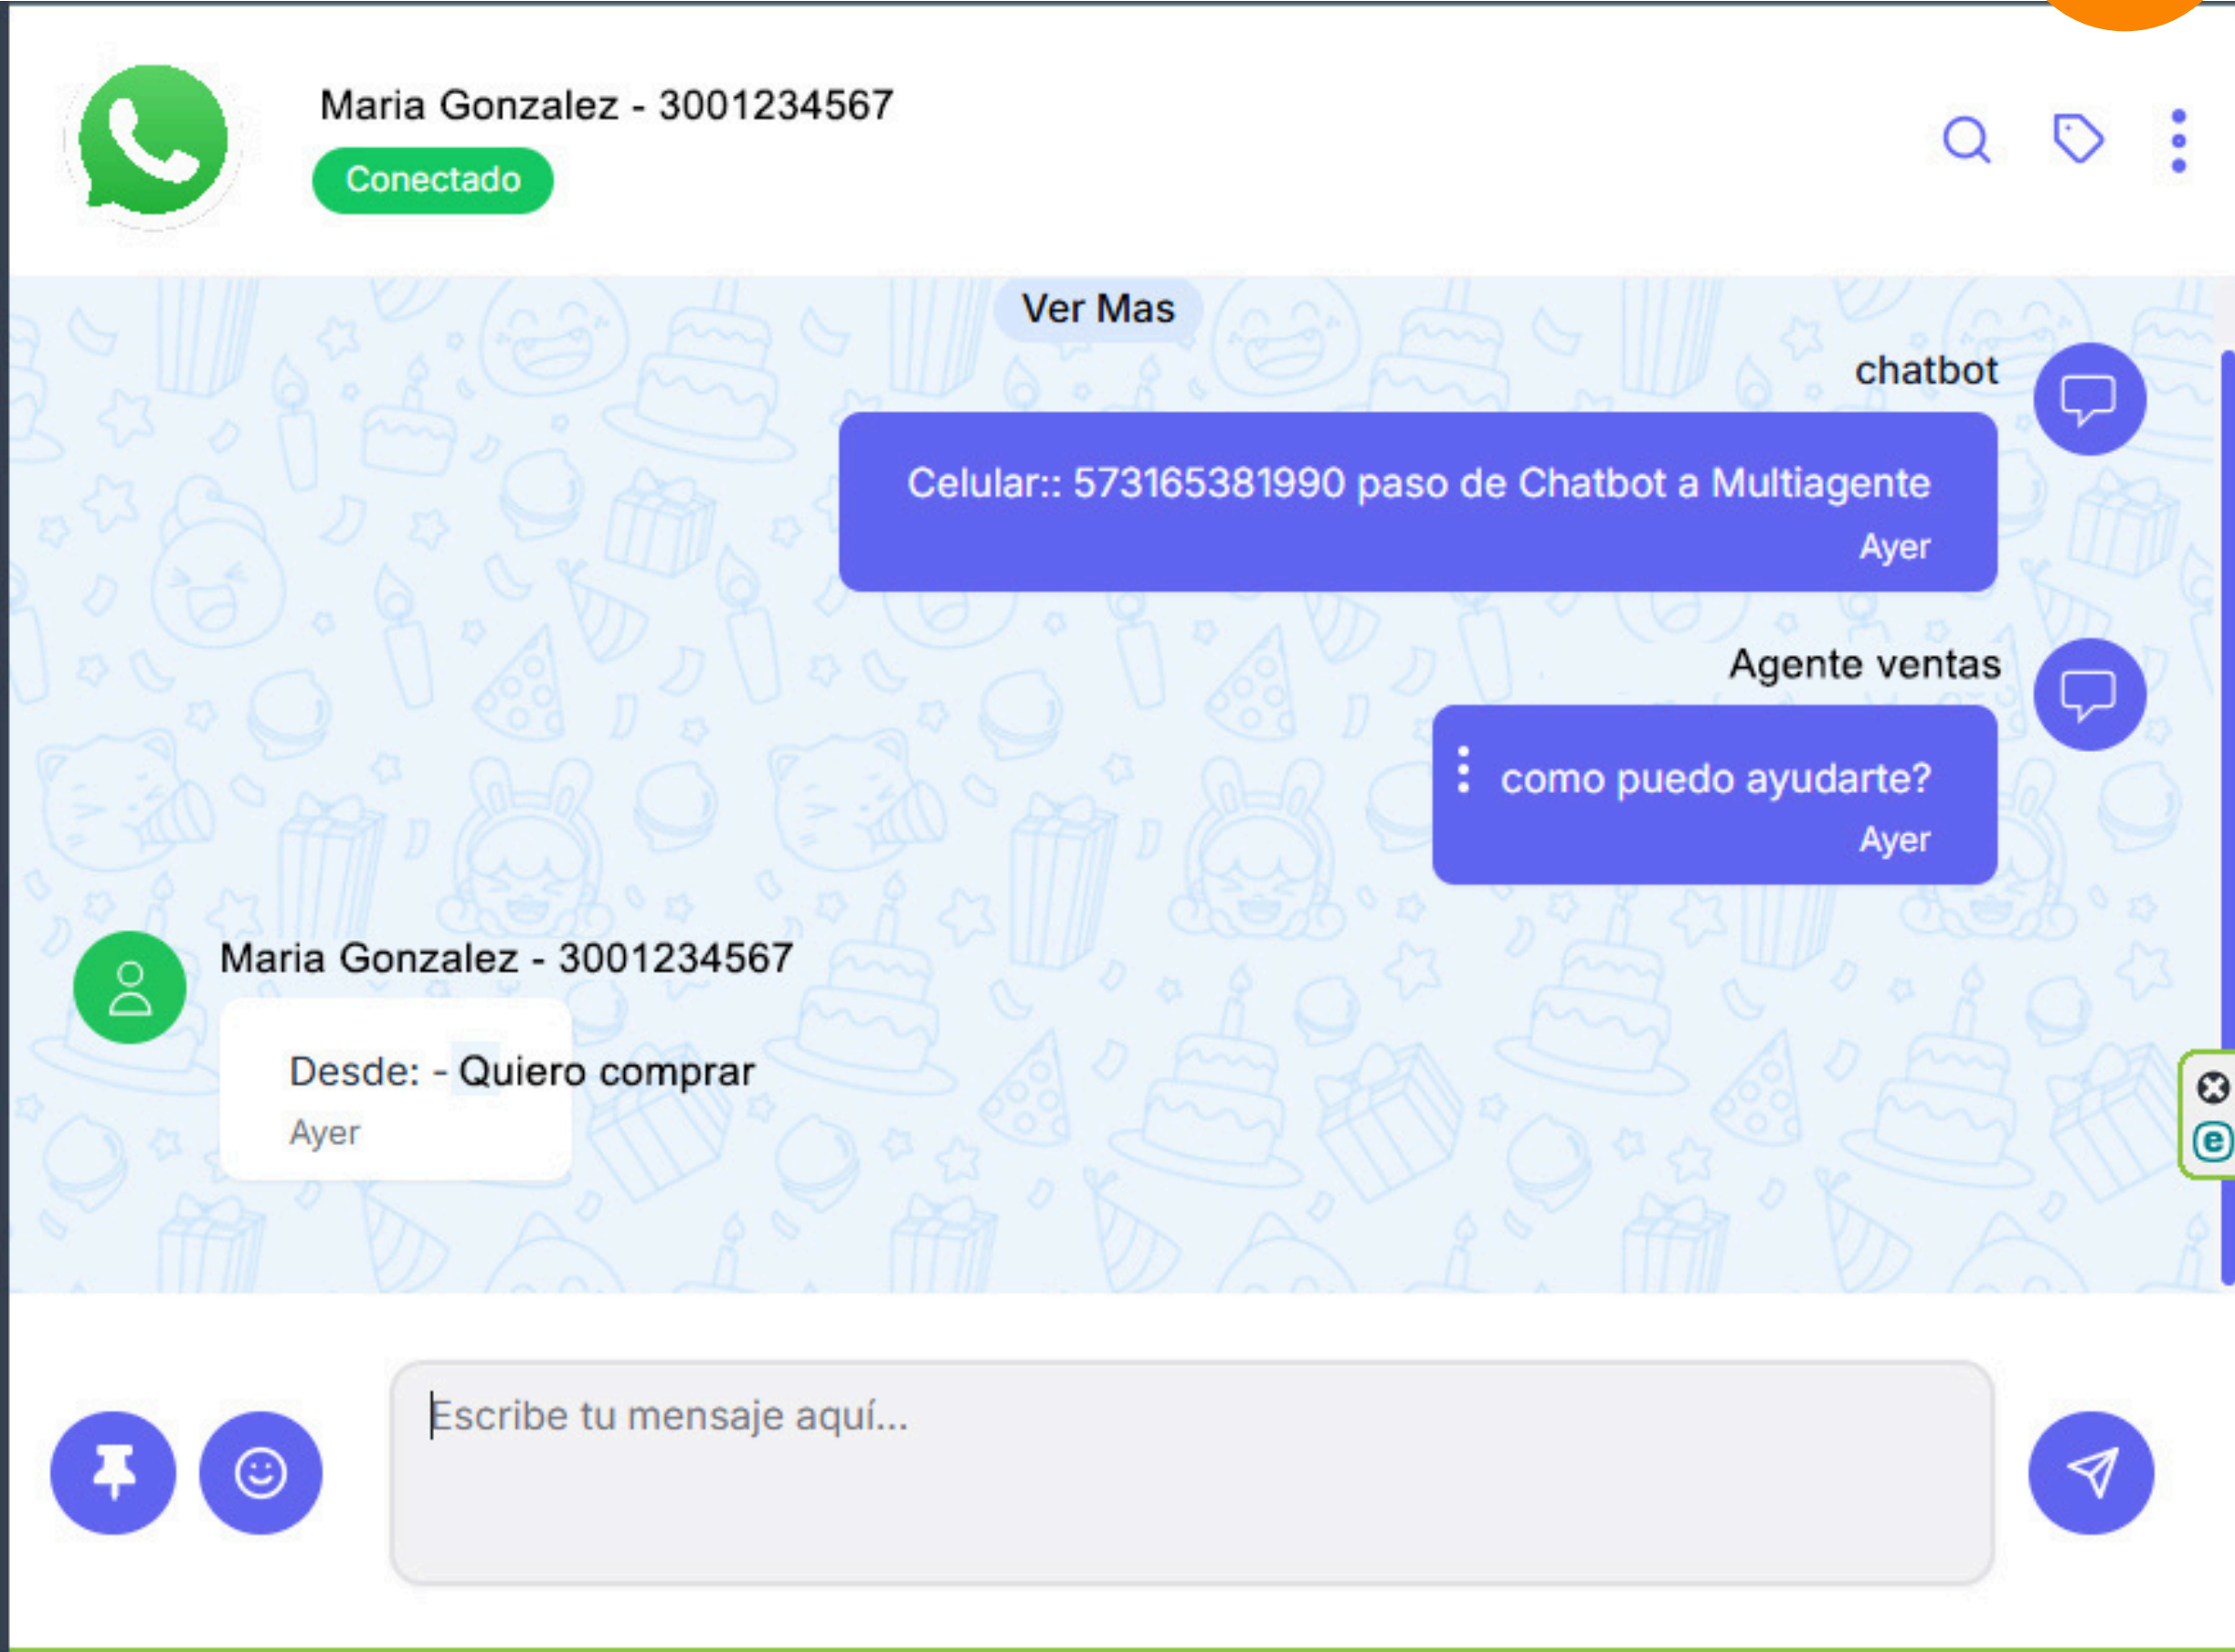 Maria Gonzalez - 3001234567
Conectado
Ver Mas
chatbot
Celular:: 573165381990 paso de Chatbot a Multiagente
Ayer
Agente ventas
como puedo ayudarte?
Ayer
Maria Gonzalez - 3001234567
Desde: - Quiero comprar
Ayer
Escribe tu mensaje aquí...
e